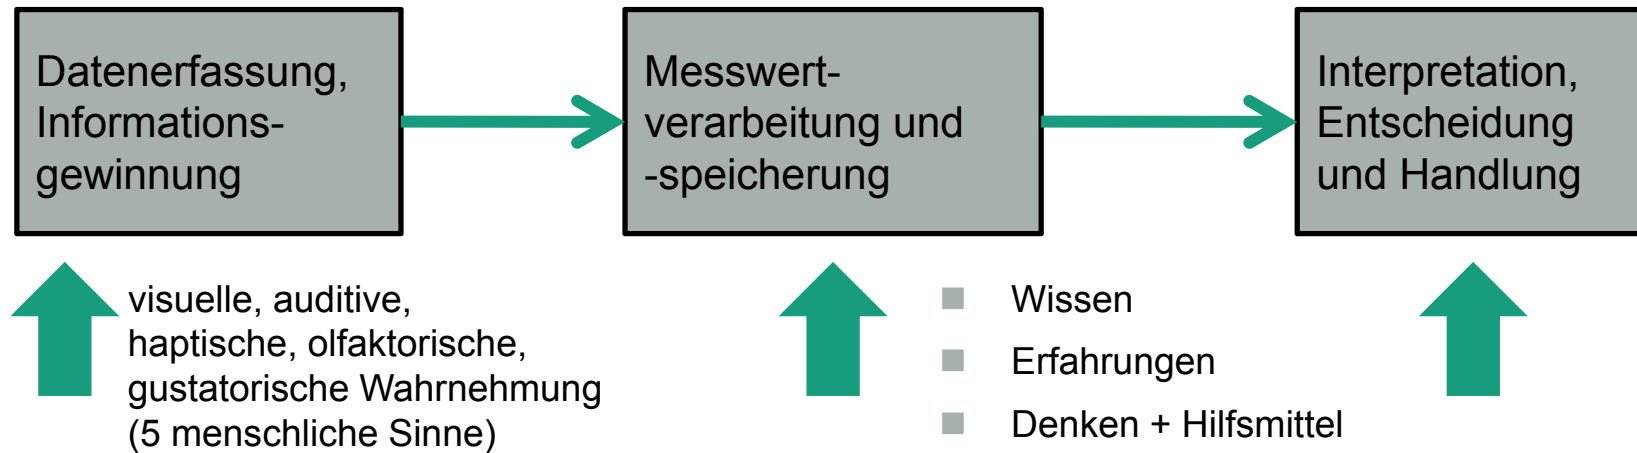 Datenerfassung,
Informations-
gewinnung
Messwert-
verarbeitung und
-speicherung
Interpretation,
Entscheidung
und Handlung
visuelle, auditive,
haptische, olfaktorische,
gustatorische Wahrnehmung
(5 menschliche Sinne)
Wissen
Erfahrungen
Denken + Hilfsmittel